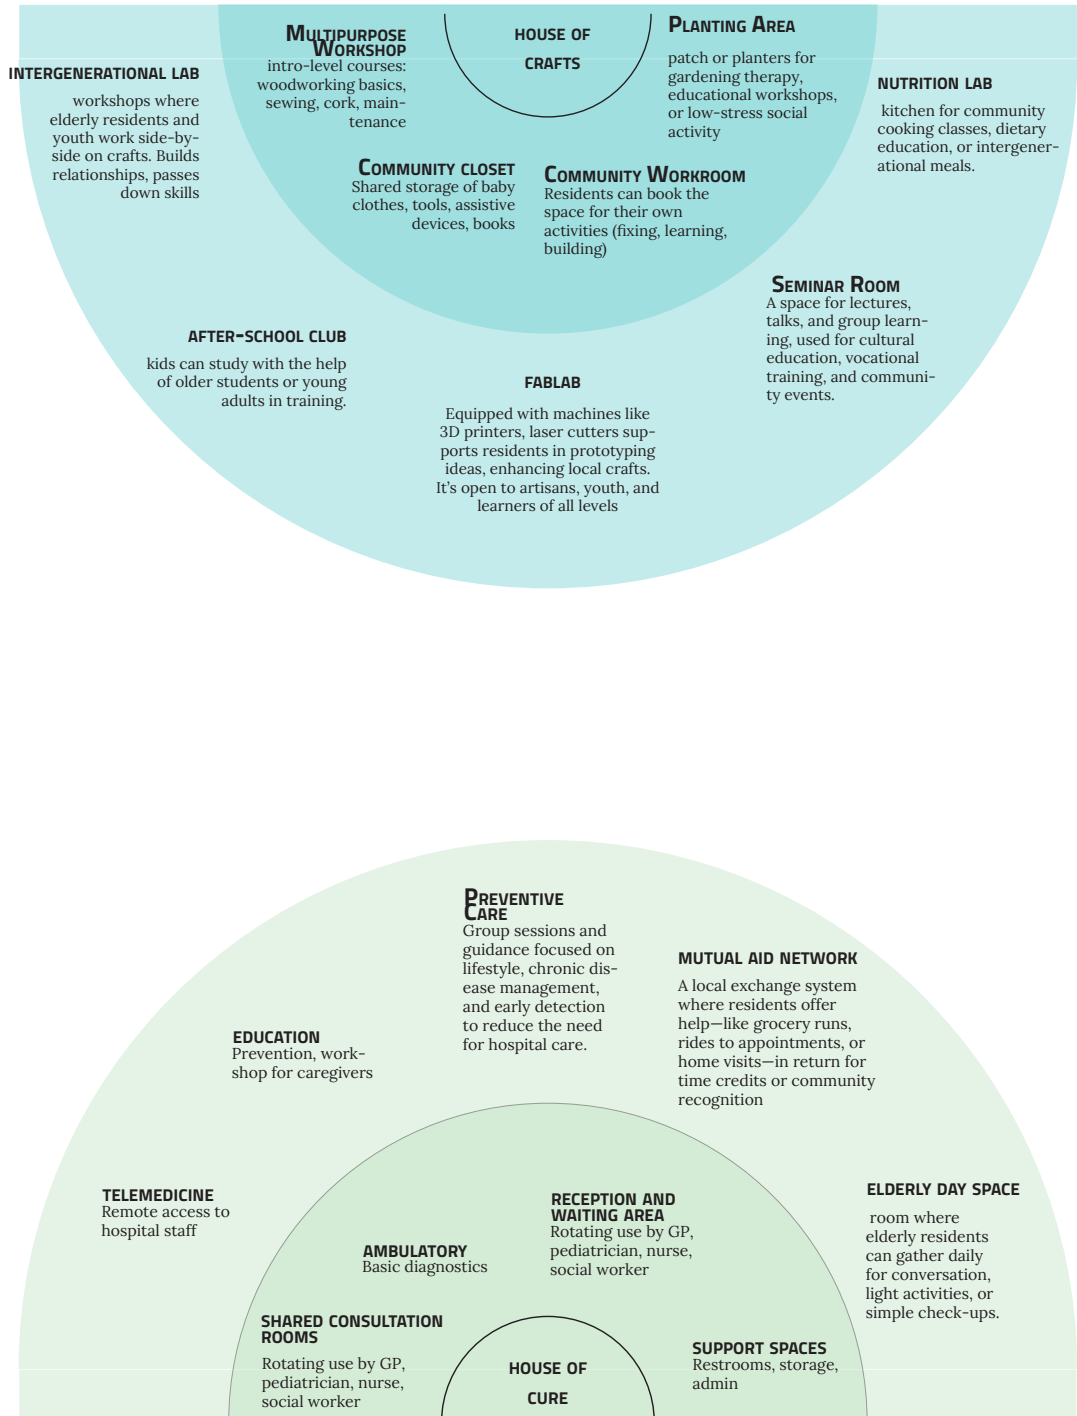 Multipurpose
Workshop
intro-level courses:
woodworking basics,
sewing, cork, main-
tenance
HOUSE OF
CRAFTS
Planting Area
patch or planters for
gardening therapy,
educational workshops,
or low-stress social
activity
INTERGENERATIONAL LAB
workshops where
elderly residents and
youth work side-by-
side on crafts. Builds
relationships, passes
down skills
NUTRITION LAB
kitchen for community
cooking classes, dietary
education, or intergener-
ational meals.
Community closet
Shared storage of baby
clothes, tools, assistive
devices, books
Community Workroom
Residents can book the
space for their own
activities (fixing, learning,
building)
Seminar Room
A space for lectures,
talks, and group learn-
ing, used for cultural
education, vocational
training, and communi-
ty events.
AFTER-SCHOOL CLUB
kids can study with the help
of older students or young
adults in training.
FABLAB
Equipped with machines like
3D printers, laser cutters sup-
ports residents in prototyping
ideas, enhancing local crafts.
It's open to artisans, youth, and
learners of all levels
Preventive
Care
Group sessions and
guidance focused on
lifestyle, chronic dis-
ease management,
and early detection
to reduce the need
for hospital care.
MUTUAL AID NETWORK
A local exchange system
where residents offer
help—like grocery runs,
rides to appointments, or
home visits—in return for
time credits or community
recognition
EDUCATION
Prevention, work-
shop for caregivers
TELEMEDICINE
Remote access to
hospital staff
RECEPTION AND
WAITING AREA
Rotating use by GP,
pediatrician, nurse,
social worker
ELDERLY DAY SPACE
room where
elderly residents
can gather daily
for conversation,
light activities, or
simple check-ups.
AMBULATORY
Basic diagnostics
SHARED CONSULTATION
ROOMS
Rotating use by GP,
pediatrician, nurse,
social worker
HOUSE OF
CURE
SUPPORT SPACES
Restrooms, storage,
admin